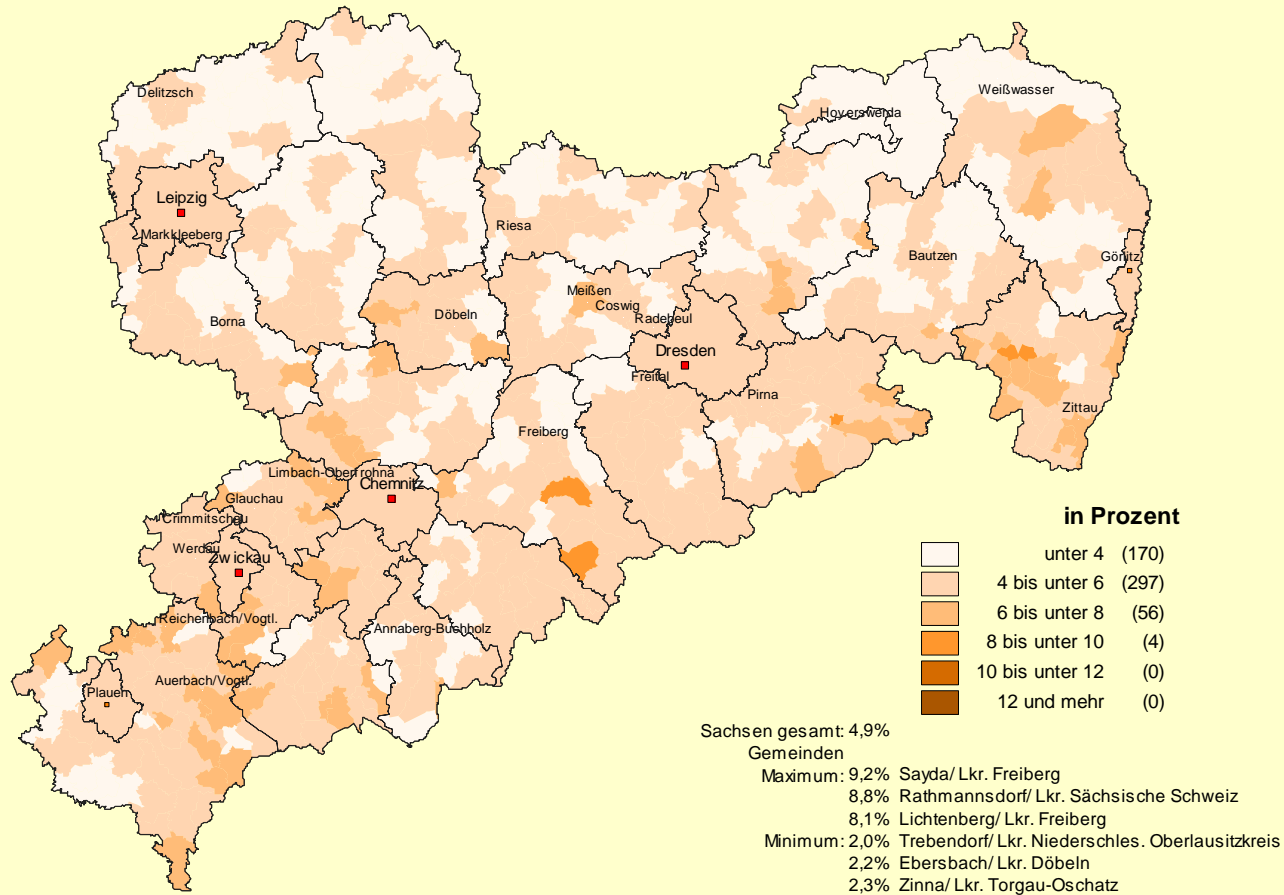 Delitzsch
Weißwasser
Hoyerswerda
Leipzig
Markkleeberg
Riesa
Bautzen
Görlitz
Meißen
Coswig
Radebeul
Borna
Döbeln
Dresden
Freital
Pirna
Zittau
Freiberg
Limbach-Oberfrohna
Chemnitz
Glauchau
Crimmitschau
Werdau
Zwickau
Reichenbach/Vogtl.
Annaberg-Buchholz
Auerbach/Vogtl.
Plauen
in Prozent
unter 4 (170)
4 bis unter 6 (297)
6 bis unter 8 (56)
8 bis unter 10 (4)
10 bis unter 12 (0)
12 und mehr (0)
Sachsen gesamt: 4,9%
Gemeinden
Maximum: 9,2% Sayda/ Lkr. Freiberg
8,8% Rathmannsdorf/ Lkr. Sächsische Schweiz
8,1% Lichtenberg/ Lkr. Freiberg
Minimum: 2,0% Trebendorf/ Lkr. Niederschles. Oberlausitzkreis
2,2% Ebersbach/ Lkr. Döbeln
2,3% Zinna/ Lkr. Torgau-Oschatz